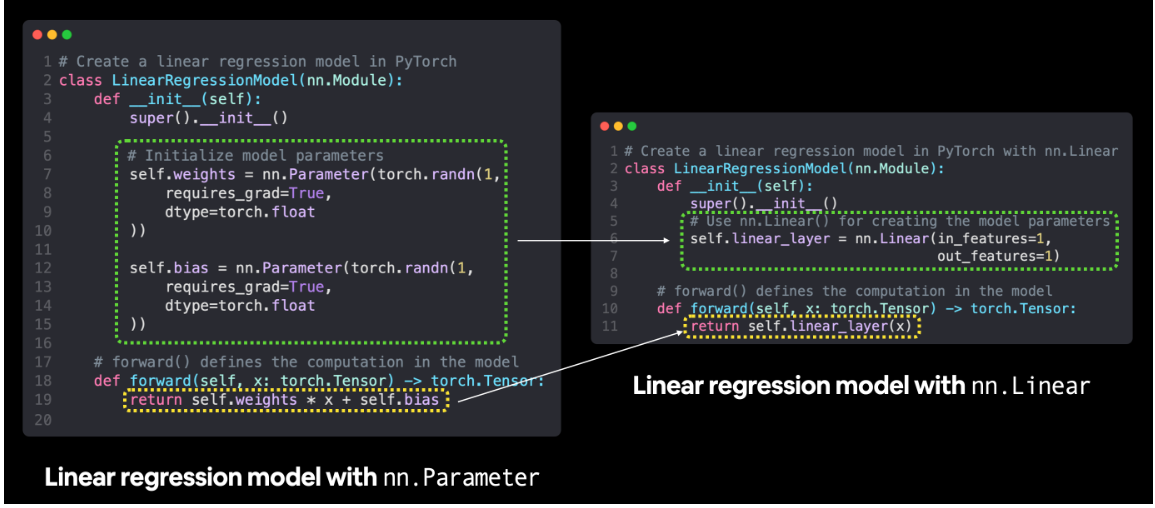 1 # Create a linear regression model in PyTorch
2 class LinearRegressionModel(nn.Module):
3     def __init__(self):
4         super().__init__()
5
6         # Initialize model parameters
7         self.weights = nn.Parameter(torch.randn(1,
8             requires_grad=True,
9             dtype=torch.float
10         ))
11
12         self.bias = nn.Parameter(torch.randn(1,
13             requires_grad=True,
14             dtype=torch.float
15         ))
16
17     # forward() defines the computation in the model
18     def forward(self, x: torch.Tensor) -> torch.Tensor:
19         return self.weights * x + self.bias
20
Linear regression model with nn.Parameter
1 # Create a linear regression model in PyTorch with nn.Linear
2 class LinearRegressionModel(nn.Module):
3     def __init__(self):
4         super().__init__()
5         # Use nn.Linear() for creating the model parameters
6         self.linear_layer = nn.Linear(in_features=1,
7                                       out_features=1)
8
9     # forward() defines the computation in the model
10     def forward(self, x: torch.Tensor) -> torch.Tensor:
11         return self.linear_layer(x)
Linear regression model with nn.Linear